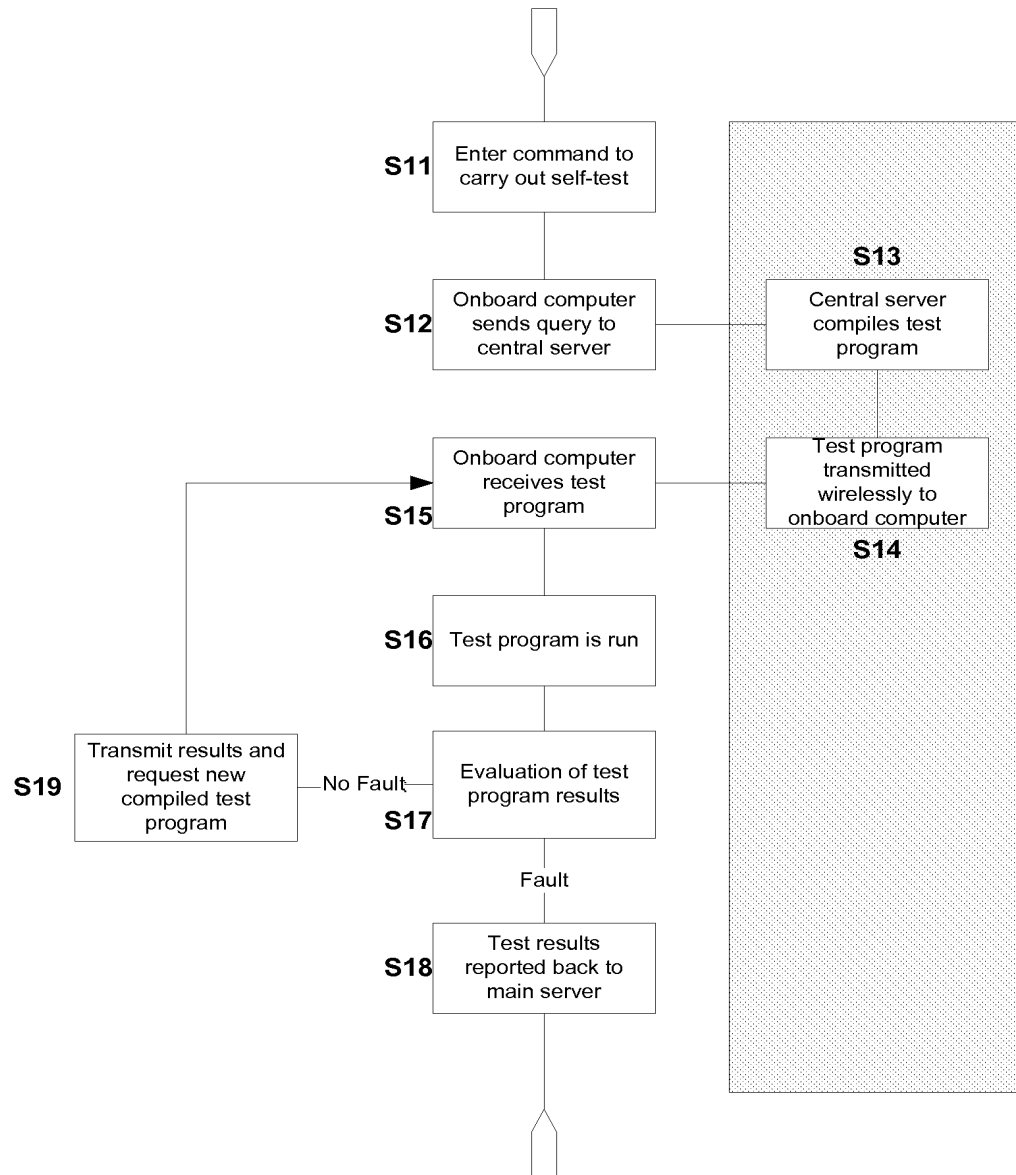 S11
Enter command to
carry out self-test
S12
Onboard computer
sends query to
central server
S13
Central server
compiles test
program
Test program
transmitted
wirelessly to
onboard computer
S14
Onboard computer
receives test
program
S15
S16
Test program is run
Evaluation of test
program results
S17
No Fault
S19
Transmit results and
request new
compiled test
program
Fault
S18
Test results
reported back to
main server